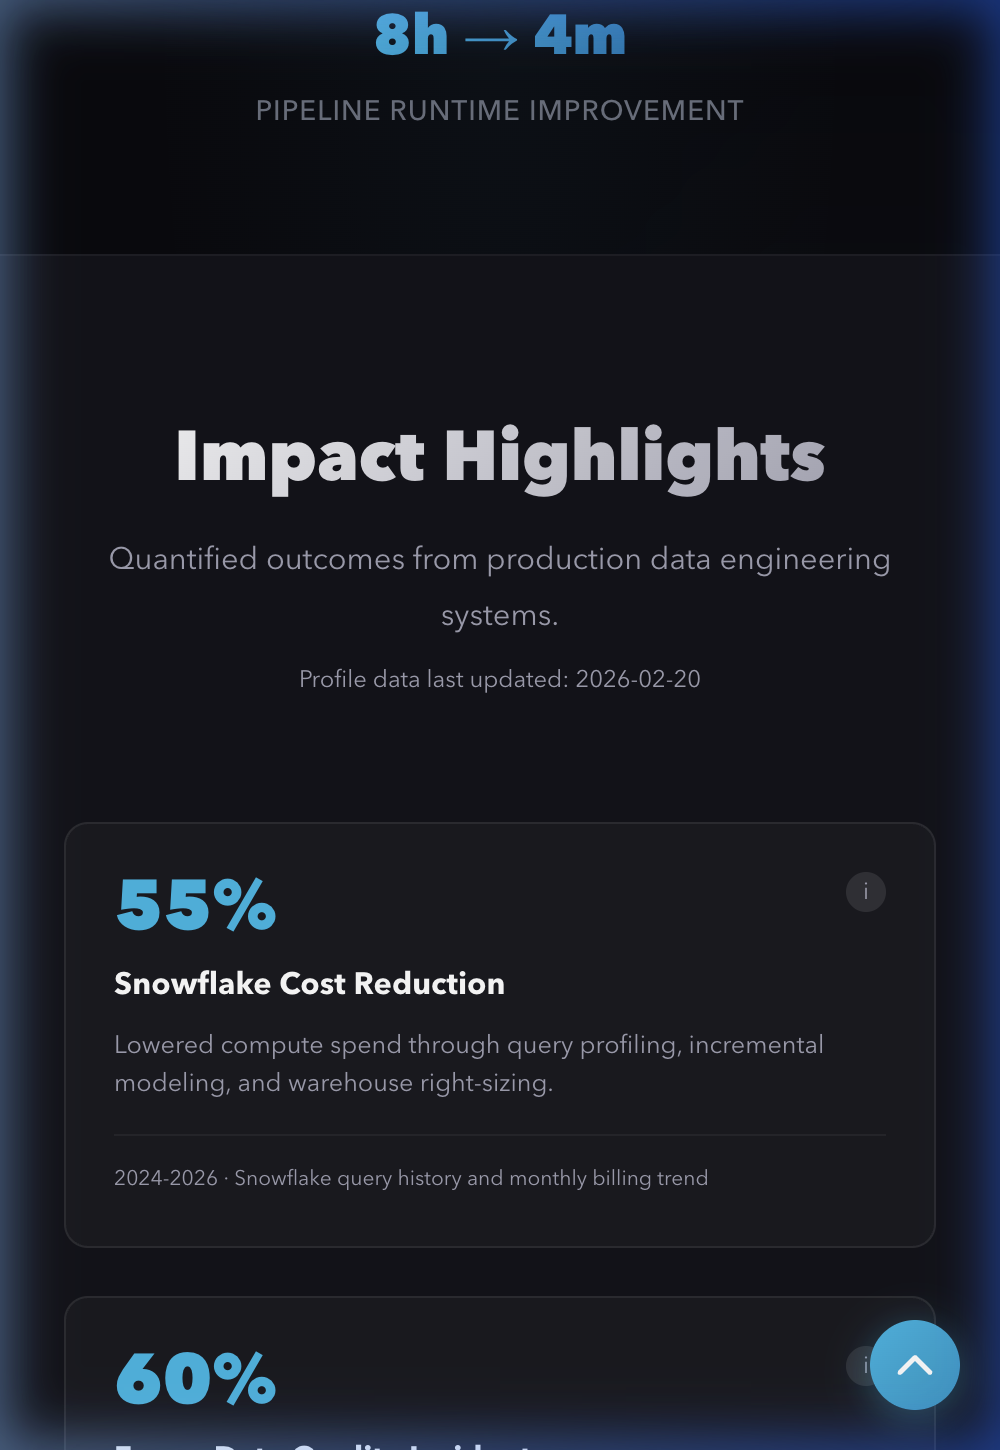 8h → 4m
PIPELINE RUNTIME IMPROVEMENT
Impact Highlights
Quantified outcomes from production data engineering
systems.
Profile data last updated: 2026-02-20
55%
i
Snowflake Cost Reduction
Lowered compute spend through query profiling, incremental
modeling, and warehouse right-sizing.
2024-2026 · Snowflake query history and monthly billing trend
60%
i
Data Quality